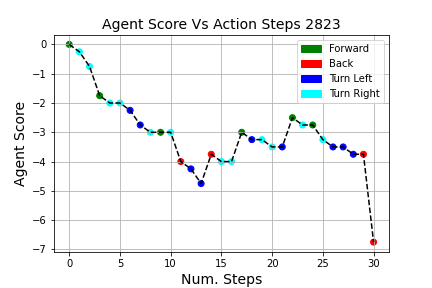 Agent Score Vs Action Steps 2823
Agent Score
0
−1
−2
−3
−4
−5
−6
−7
Forward
Back
Turn Left
Turn Right
0 5 10 15 20 25 30
Num. Steps